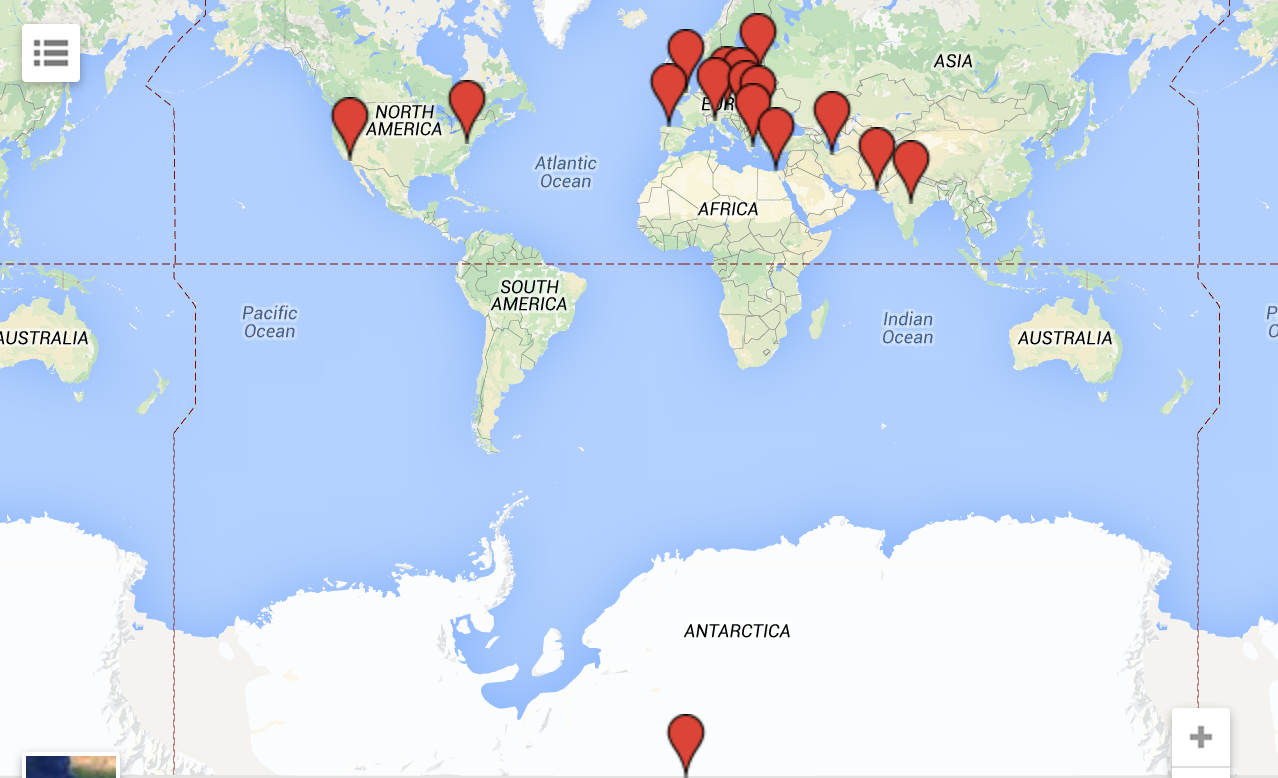 ASIA
EUR
NORTH
AMERICA
Atlantic
Ocean
AFRICA
SOUTH
AMERICA
Pacific
Ocean
Indian
Ocean
P
O
AUSTRALIA
AUSTRALIA
ANTARCTICA